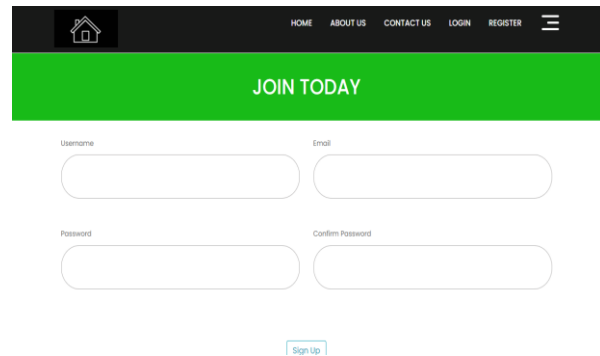 HOME ABOUT US CONTACT US LOGIN REGISTER
JOIN TODAY
Username Email
Password Confirm Password
Sign Up